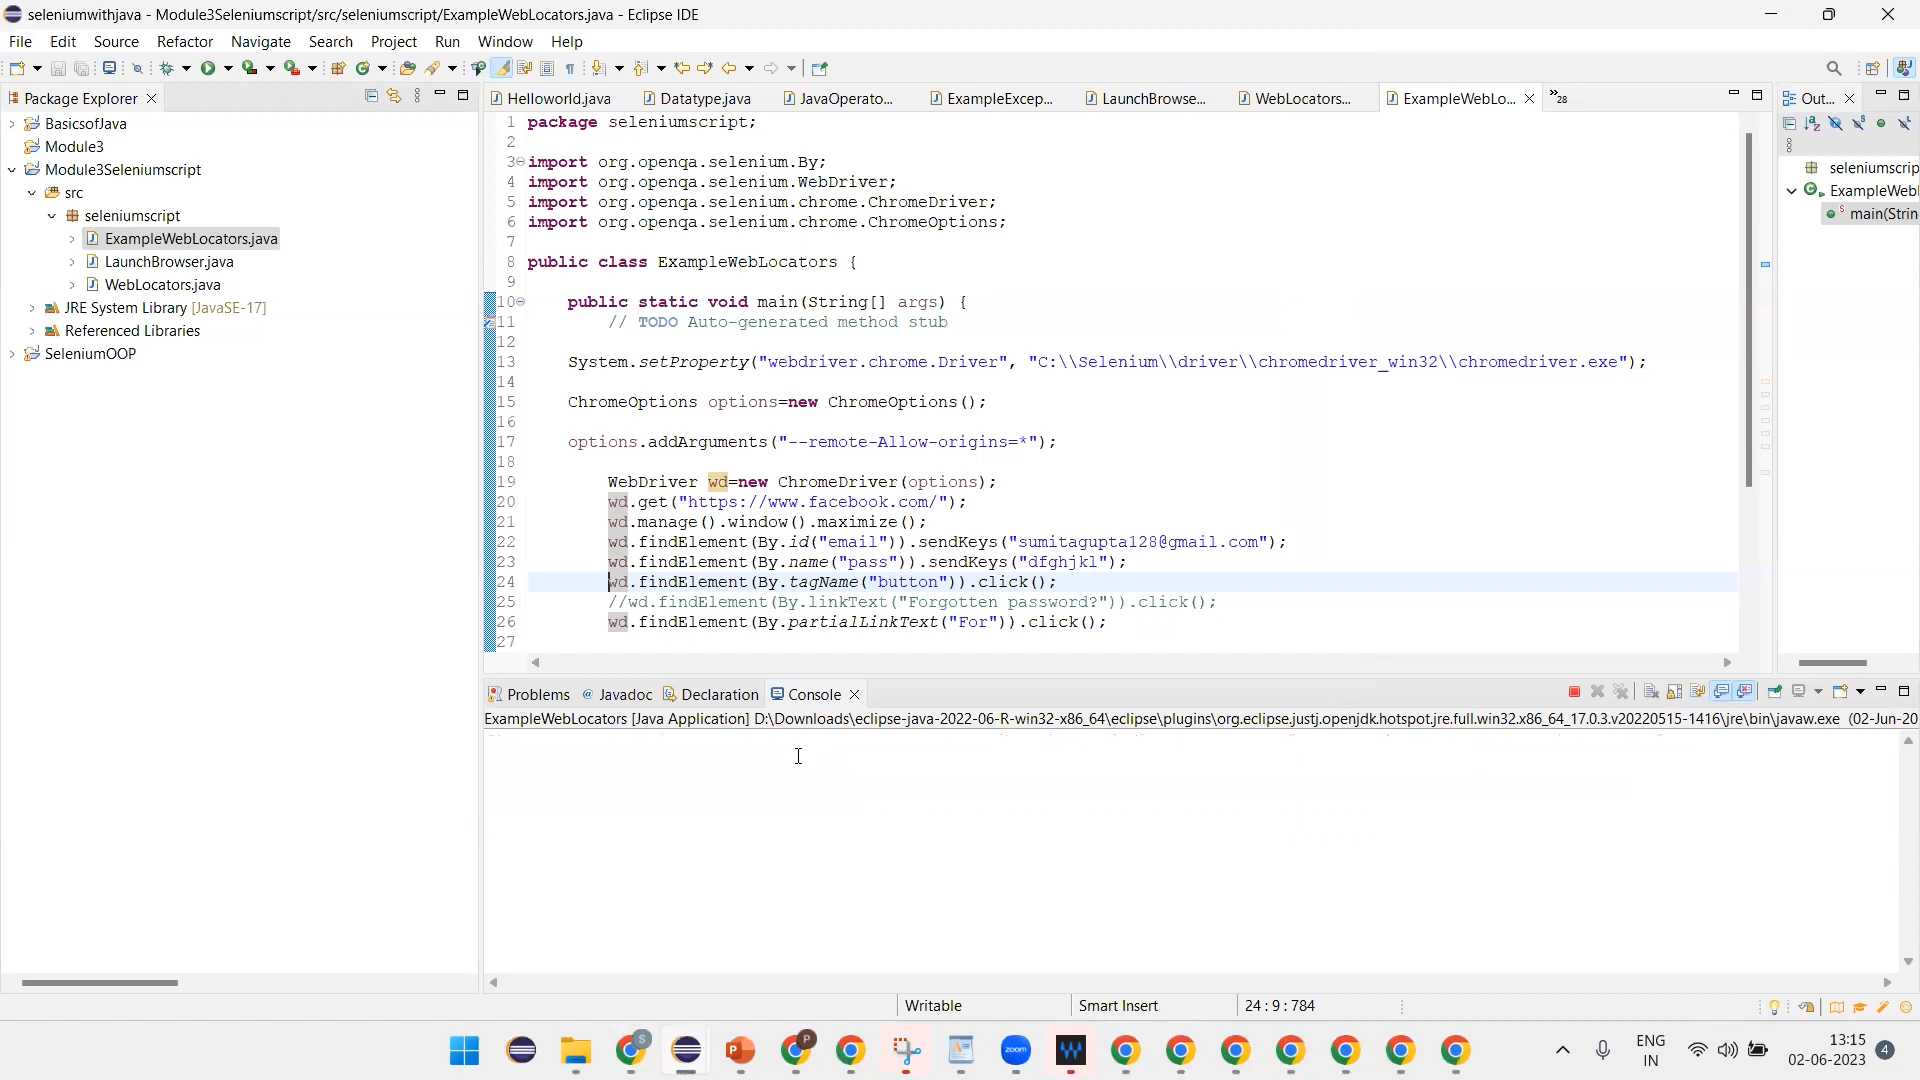 seleniumwithjava - Module3Seleniumscript/src/seleniumscript/ExampleWebLocators.java - Eclipse IDE
File Edit Source Refactor Navigate Search Project Run Window Help
Package Explorer
BasicsofJava
Module3
Module3Seleniumscript
src
seleniumscript
ExampleWebLocators.java
LaunchBrowser.java
WebLocators.java
JRE System Library [JavaSE-17]
Referenced Libraries
SeleniumOOP
Helloworld.java Datatype.java JavaOperato... ExampleExcep... LaunchBrowse... WebLocators... ExampleWebLo... »28
1 package seleniumscript;
2
3 import org.openqa.selenium.By;
4 import org.openqa.selenium.WebDriver;
5 import org.openqa.selenium.chrome.ChromeDriver;
6 import org.openqa.selenium.chrome.ChromeOptions;
7
8 public class ExampleWebLocators {
9
10 public static void main(String[] args) {
11 // TODO Auto-generated method stub
12
13 System.setProperty("webdriver.chrome.Driver", "C:\\Selenium\\driver\\chromedriver_win32\\chromedriver.exe");
14
15 ChromeOptions options=new ChromeOptions();
16
17 options.addArguments("--remote-Allow-origins=*");
18
19 WebDriver wd=new ChromeDriver(options);
20 wd.get("https://www.facebook.com/");
21 wd.manage().window().maximize();
22 wd.findElement(By.id("email")).sendKeys("sumitagupta128@gmail.com");
23 wd.findElement(By.name("pass")).sendKeys("dfghjkl");
24 wd.findElement(By.tagName("button")).click();
25 //wd.findElement(By.linkText("Forgotten password?")).click();
26 wd.findElement(By.partialLinkText("For")).click();
27
Out...
seleniumscrip
ExampleWebl
main(Strin
Problems Javadoc Declaration Console
ExampleWebLocators [Java Application] D:\Downloads\eclipse-java-2022-06-R-win32-x86_64\eclipse\plugins\org.eclipse.justj.openjdk.hotspot.jre.full.win32.x86_64_17.0.3.v20220515-1416\jre\bin\javaw.exe (02-Jun-20
Writable Smart Insert 24 : 9 : 784
S P zoom
ENG
IN
13:15
02-06-2023
4